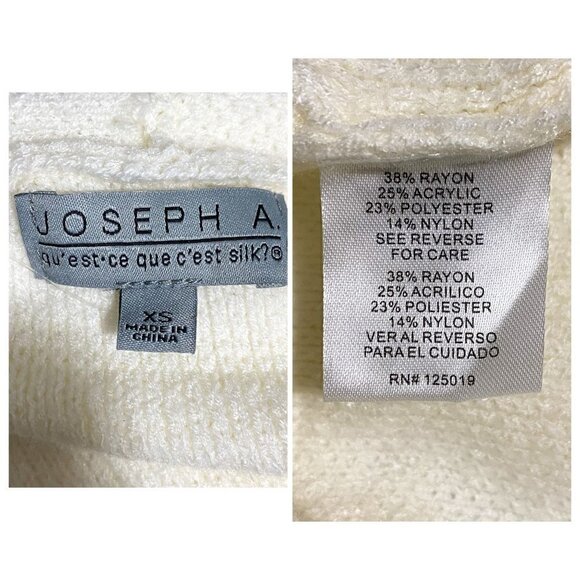 JOSEPH A.
qu'est•ce que c'est silk?®
XS
MADE IN
CHINA
38% RAYON
25% ACRYLIC
23% POLYESTER
14% NYLON
SEE REVERSE
FOR CARE
38% RAYON
25% ACRILICO
23% POLIESTER
14% NYLON
VER AL REVERSO
PARA EL CUIDADO
RN# 125019